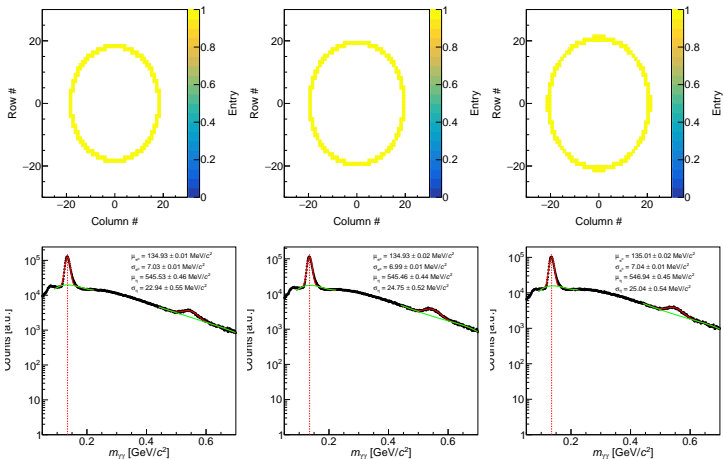 Row #
20
0
−20
−20
0
20
Column #
1
0.8
0.6
0.4
0.2
0
Entry
Row #
20
0
−20
−20
0
20
Column #
1
0.8
0.6
0.4
0.2
0
Entry
Row #
20
0
−20
−20
0
20
Column #
1
0.8
0.6
0.4
0.2
0
Entry
Counts [a.u.]
10⁵
10⁴
10³
10²
10
1
μπ⁰ = 134.93 ± 0.01 MeV/c²
σπ⁰ = 7.03 ± 0.01 MeV/c²
μη = 545.53 ± 0.46 MeV/c²
ση = 22.94 ± 0.55 MeV/c²
0.2
0.4
0.6
mγγ [GeV/c²]
Counts [a.u.]
10⁵
10⁴
10³
10²
10
1
μπ⁰ = 134.93 ± 0.02 MeV/c²
σπ⁰ = 6.99 ± 0.01 MeV/c²
μη = 545.46 ± 0.44 MeV/c²
ση = 24.75 ± 0.52 MeV/c²
0.2
0.4
0.6
mγγ [GeV/c²]
Counts [a.u.]
10⁵
10⁴
10³
10²
10
1
μπ⁰ = 135.01 ± 0.02 MeV/c²
σπ⁰ = 7.04 ± 0.01 MeV/c²
μη = 546.94 ± 0.45 MeV/c²
ση = 25.04 ± 0.54 MeV/c²
0.2
0.4
0.6
mγγ [GeV/c²]